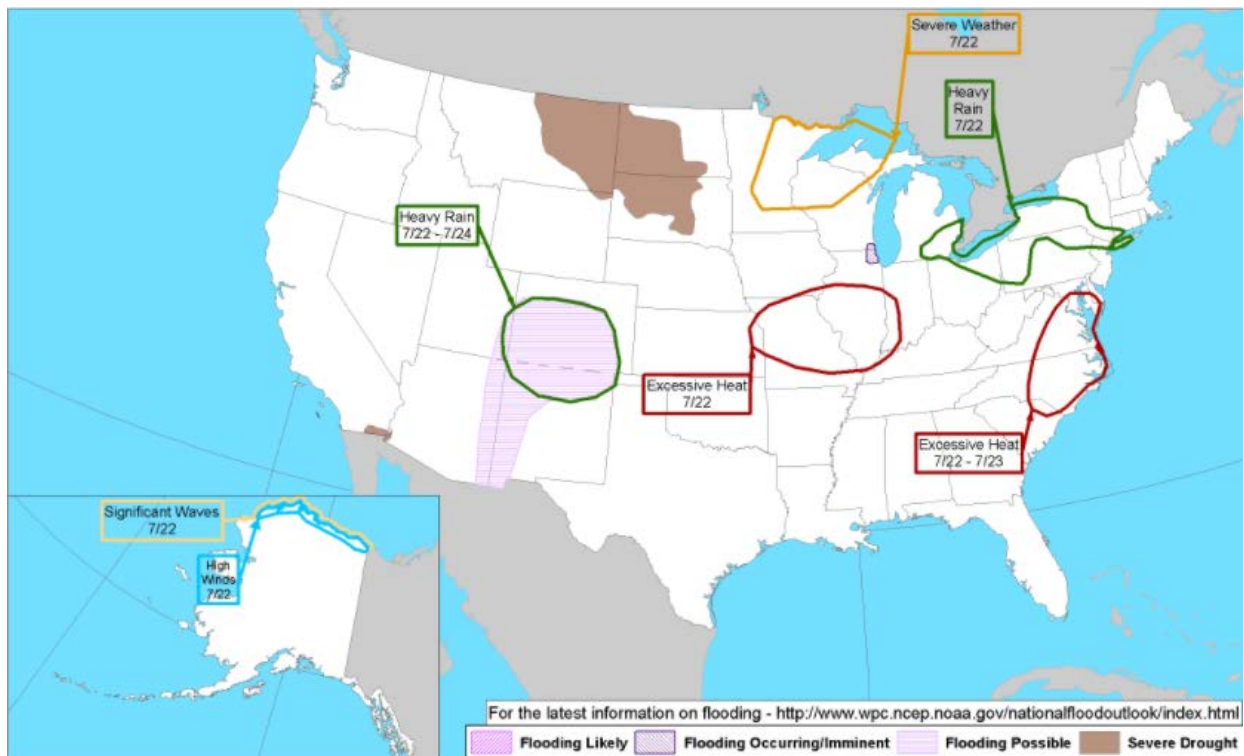 Severe Weather
7/22
Heavy
Rain
7/22
Heavy Rain
7/22 - 7/24
Excessive Heat
7/22
Excessive Heat
7/22 - 7/23
Significant Waves
7/22
High
Winds
7/22
For the latest information on flooding - http://www.wpc.ncep.noaa.gov/nationalfloodoutlook/index.html
Flooding Likely
Flooding Occurring/Imminent
Flooding Possible
Severe Drought